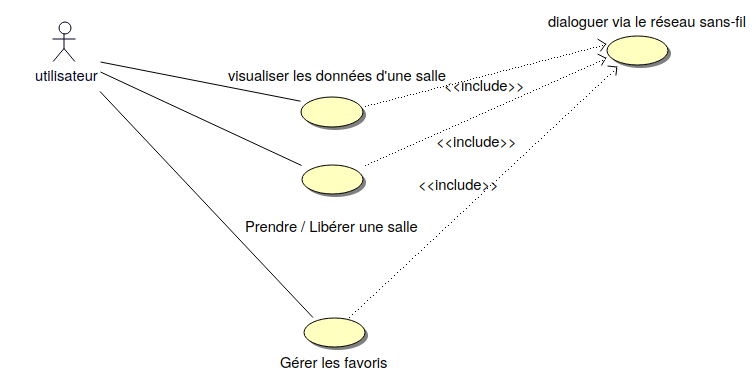 dialoguer via le réseau sans-fil
utilisateur
visualiser les données d'une salle
<<include>>
<<include>>
<<include>>
Prendre / Libérer une salle
Gérer les favoris